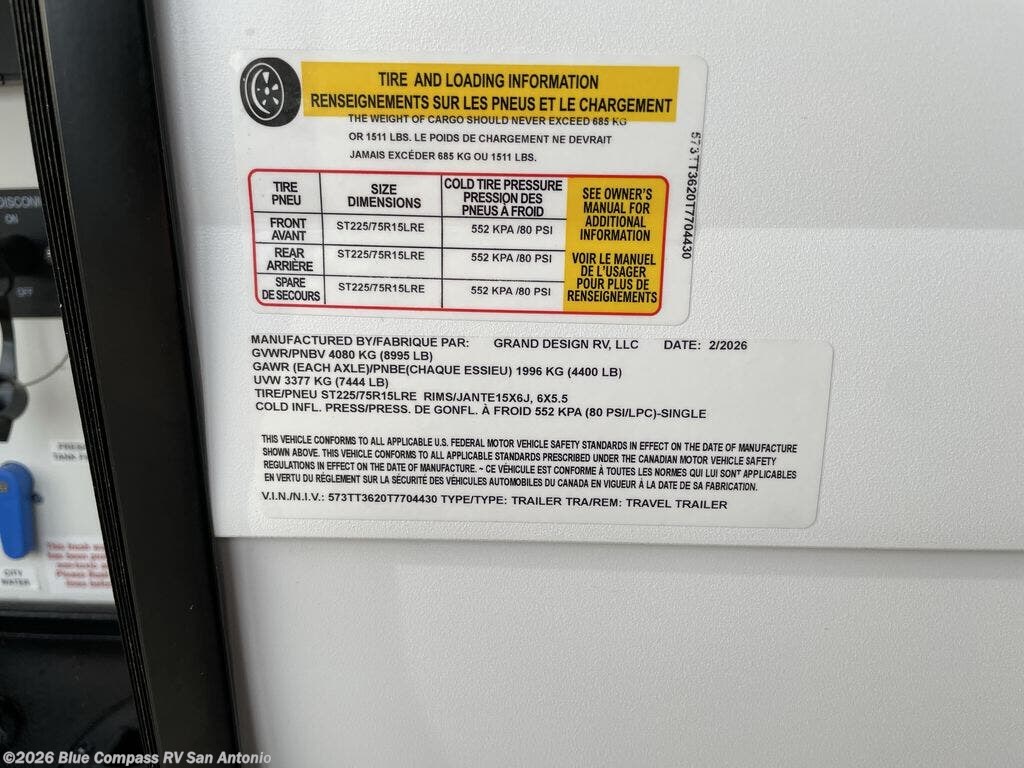 TIRE AND LOADING INFORMATION
RENSEIGNEMENTS SUR LES PNEUS ET LE CHARGEMENT
THE WEIGHT OF CARGO SHOULD NEVER EXCEED 685 KG
OR 1511 LBS. LE POIDS DE CHARGEMENT NE DEVRAIT
JAMAIS EXCÉDER 685 KG OU 1511 LBS.
573TT3620T7704430
TIRE
PNEU
SIZE
DIMENSIONS
COLD TIRE PRESSURE
PRESSION DES
PNEUS À FROID
FRONT
AVANT
ST225/75R15LRE
552 KPA /80 PSI
REAR
ARRIÈRE
ST225/75R15LRE
552 KPA /80 PSI
SPARE
DE SECOURS
ST225/75R15LRE
552 KPA /80 PSI
SEE OWNER'S
MANUAL FOR
ADDITIONAL
INFORMATION
VOIR LE MANUEL
DE L'USAGER
POUR PLUS DE
RENSEIGNEMENTS
MANUFACTURED BY/FABRIQUE PAR: GRAND DESIGN RV, LLC DATE: 2/2026
GVWR/PNBV 4080 KG (8995 LB)
GAWR (EACH AXLE)/PNBE(CHAQUE ESSIEU) 1996 KG (4400 LB)
UVW 3377 KG (7444 LB)
TIRE/PNEU ST225/75R15LRE RIMS/JANTE15X6J, 6X5.5
COLD INFL. PRESS/PRESS. DE GONFL. À FROID 552 KPA (80 PSI/LPC)-SINGLE
THIS VEHICLE CONFORMS TO ALL APPLICABLE U.S. FEDERAL MOTOR VEHICLE SAFETY STANDARDS IN EFFECT ON THE DATE OF MANUFACTURE
SHOWN ABOVE. THIS VEHICLE CONFORMS TO ALL APPLICABLE STANDARDS PRESCRIBED UNDER THE CANADIAN MOTOR VEHICLE SAFETY
REGULATIONS IN EFFECT ON THE DATE OF MANUFACTURE. ~ CE VÉHICULE EST CONFORME À TOUTES LES NORMES QUI LUI SONT APPLICABLES
EN VERTU DU RÈGLEMENT SUR LA SÉCURITÉ DES VÉHICULES AUTOMOBILES DU CANADA EN VIGUEUR À LA DATE DE SA FABRICATION.
V.I.N./N.I.V.: 573TT3620T7704430 TYPE/TYPE: TRAILER TRA/REM: TRAVEL TRAILER
ON
OFF
CITY
WATER
©2026 Blue Compass RV San Antonio